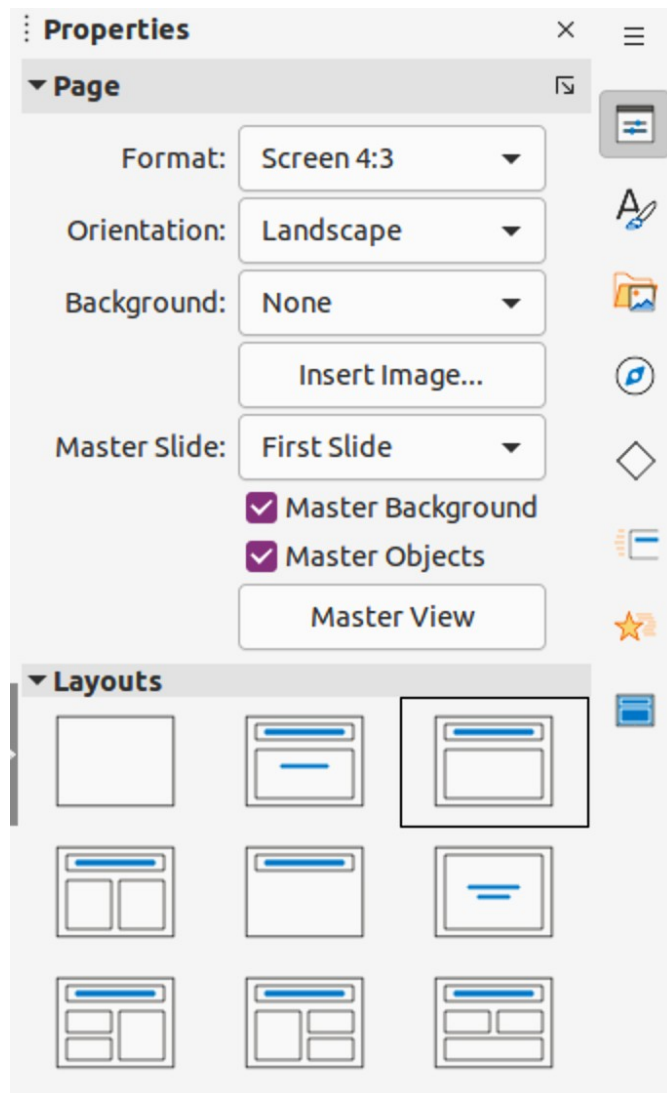 Properties
Page
Format: Screen 4:3
Orientation: Landscape
Background: None
Insert Image...
Master Slide: First Slide
Master Background
Master Objects
Master View
Layouts